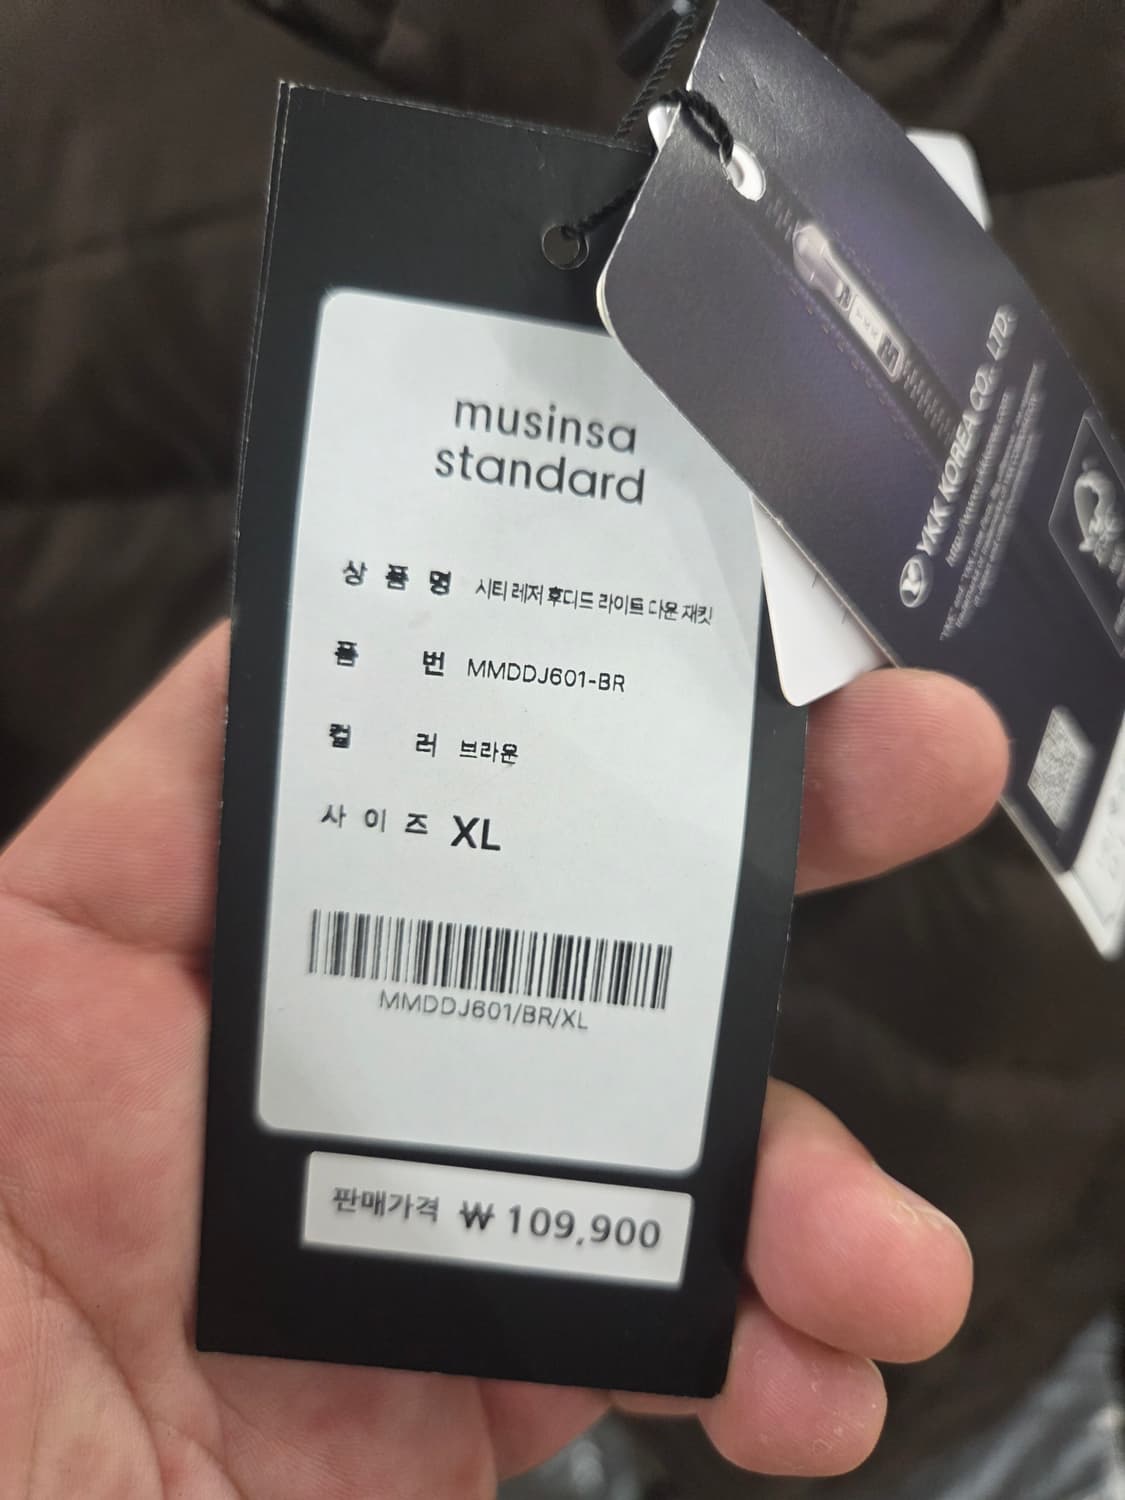 musinsa
standard
상 품 명 시티 레저 후디드 라이트 다운 재킷
품 번 MMDDJ601-BR
컬 러 브라운
사 이 즈 XL
MMDDJ601/BR/XL
판매가격 ₩ 109,900
YKK KOREA CO., LTD.